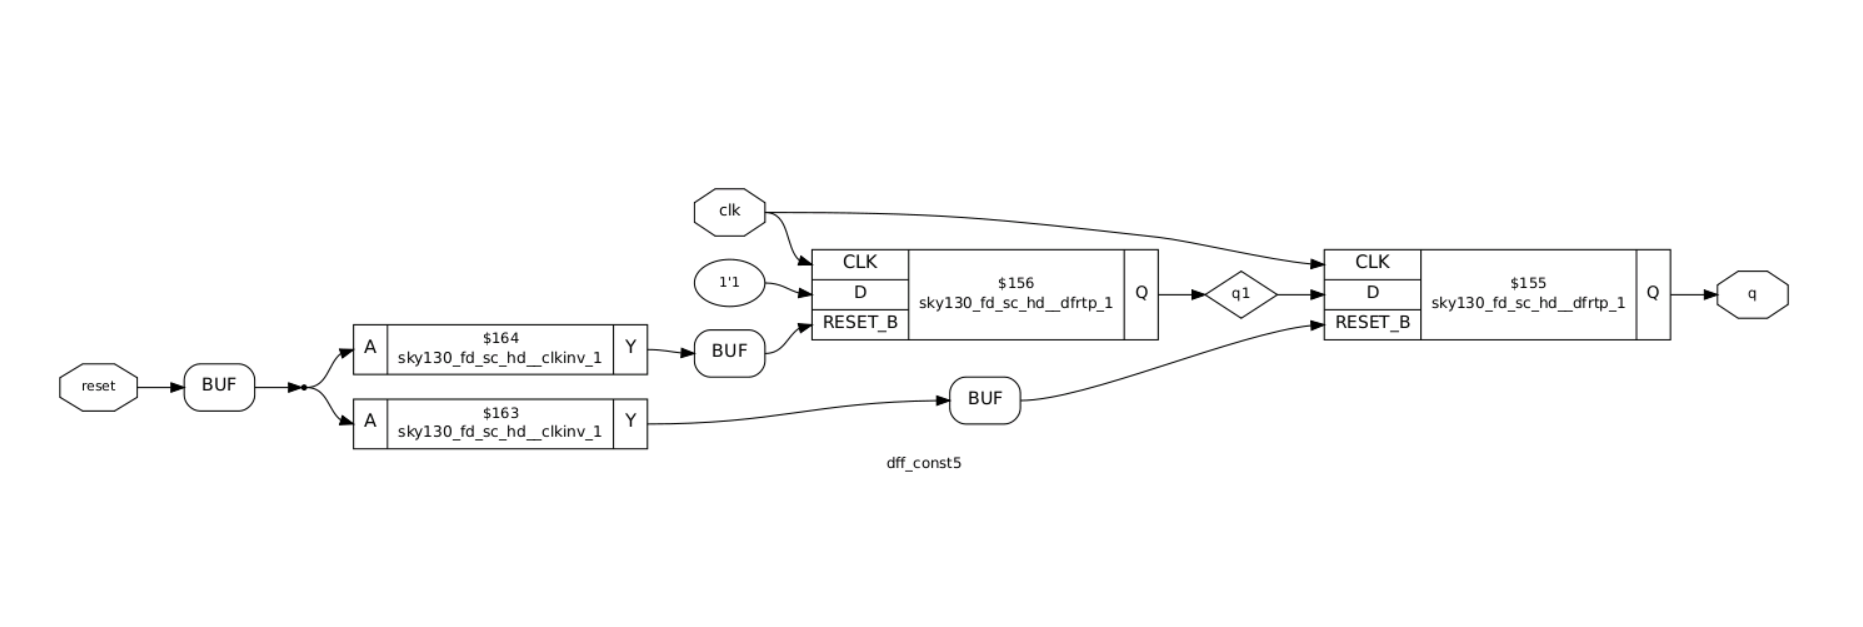 clk
CLK
D
RESET_B
$156
sky130_fd_sc_hd__dfrtp_1
Q
1'1
q1
CLK
D
RESET_B
$155
sky130_fd_sc_hd__dfrtp_1
Q
q
A
$164
sky130_fd_sc_hd__clkinv_1
Y
BUF
reset
BUF
A
$163
sky130_fd_sc_hd__clkinv_1
Y
BUF
dff_const5